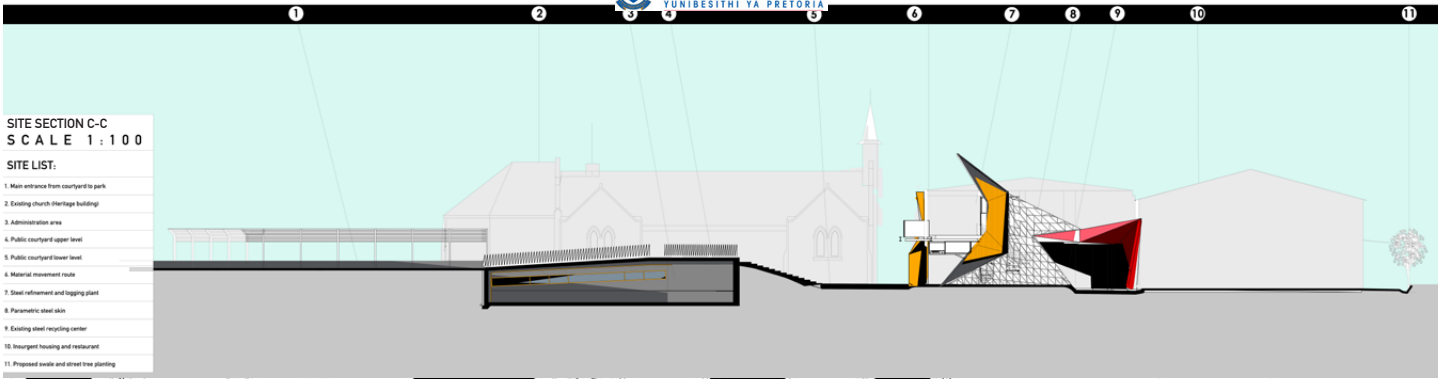 YUNIBESITHI YA PRETORIA
1 2 3 4 5 6 7 8 9 10 11
SITE SECTION C-C
SCALE 1:100
SITE LIST:
1. Main entrance from courtyard to park
2. Existing church (Heritage building)
3. Administration area
4. Public courtyard upper level
5. Public courtyard lower level
6. Material movement route
7. Steel refinement and logging plant
8. Parametric steel skin
9. Existing steel recycling center
10. Insurgent housing and restaurant
11. Proposed swale and street tree planting